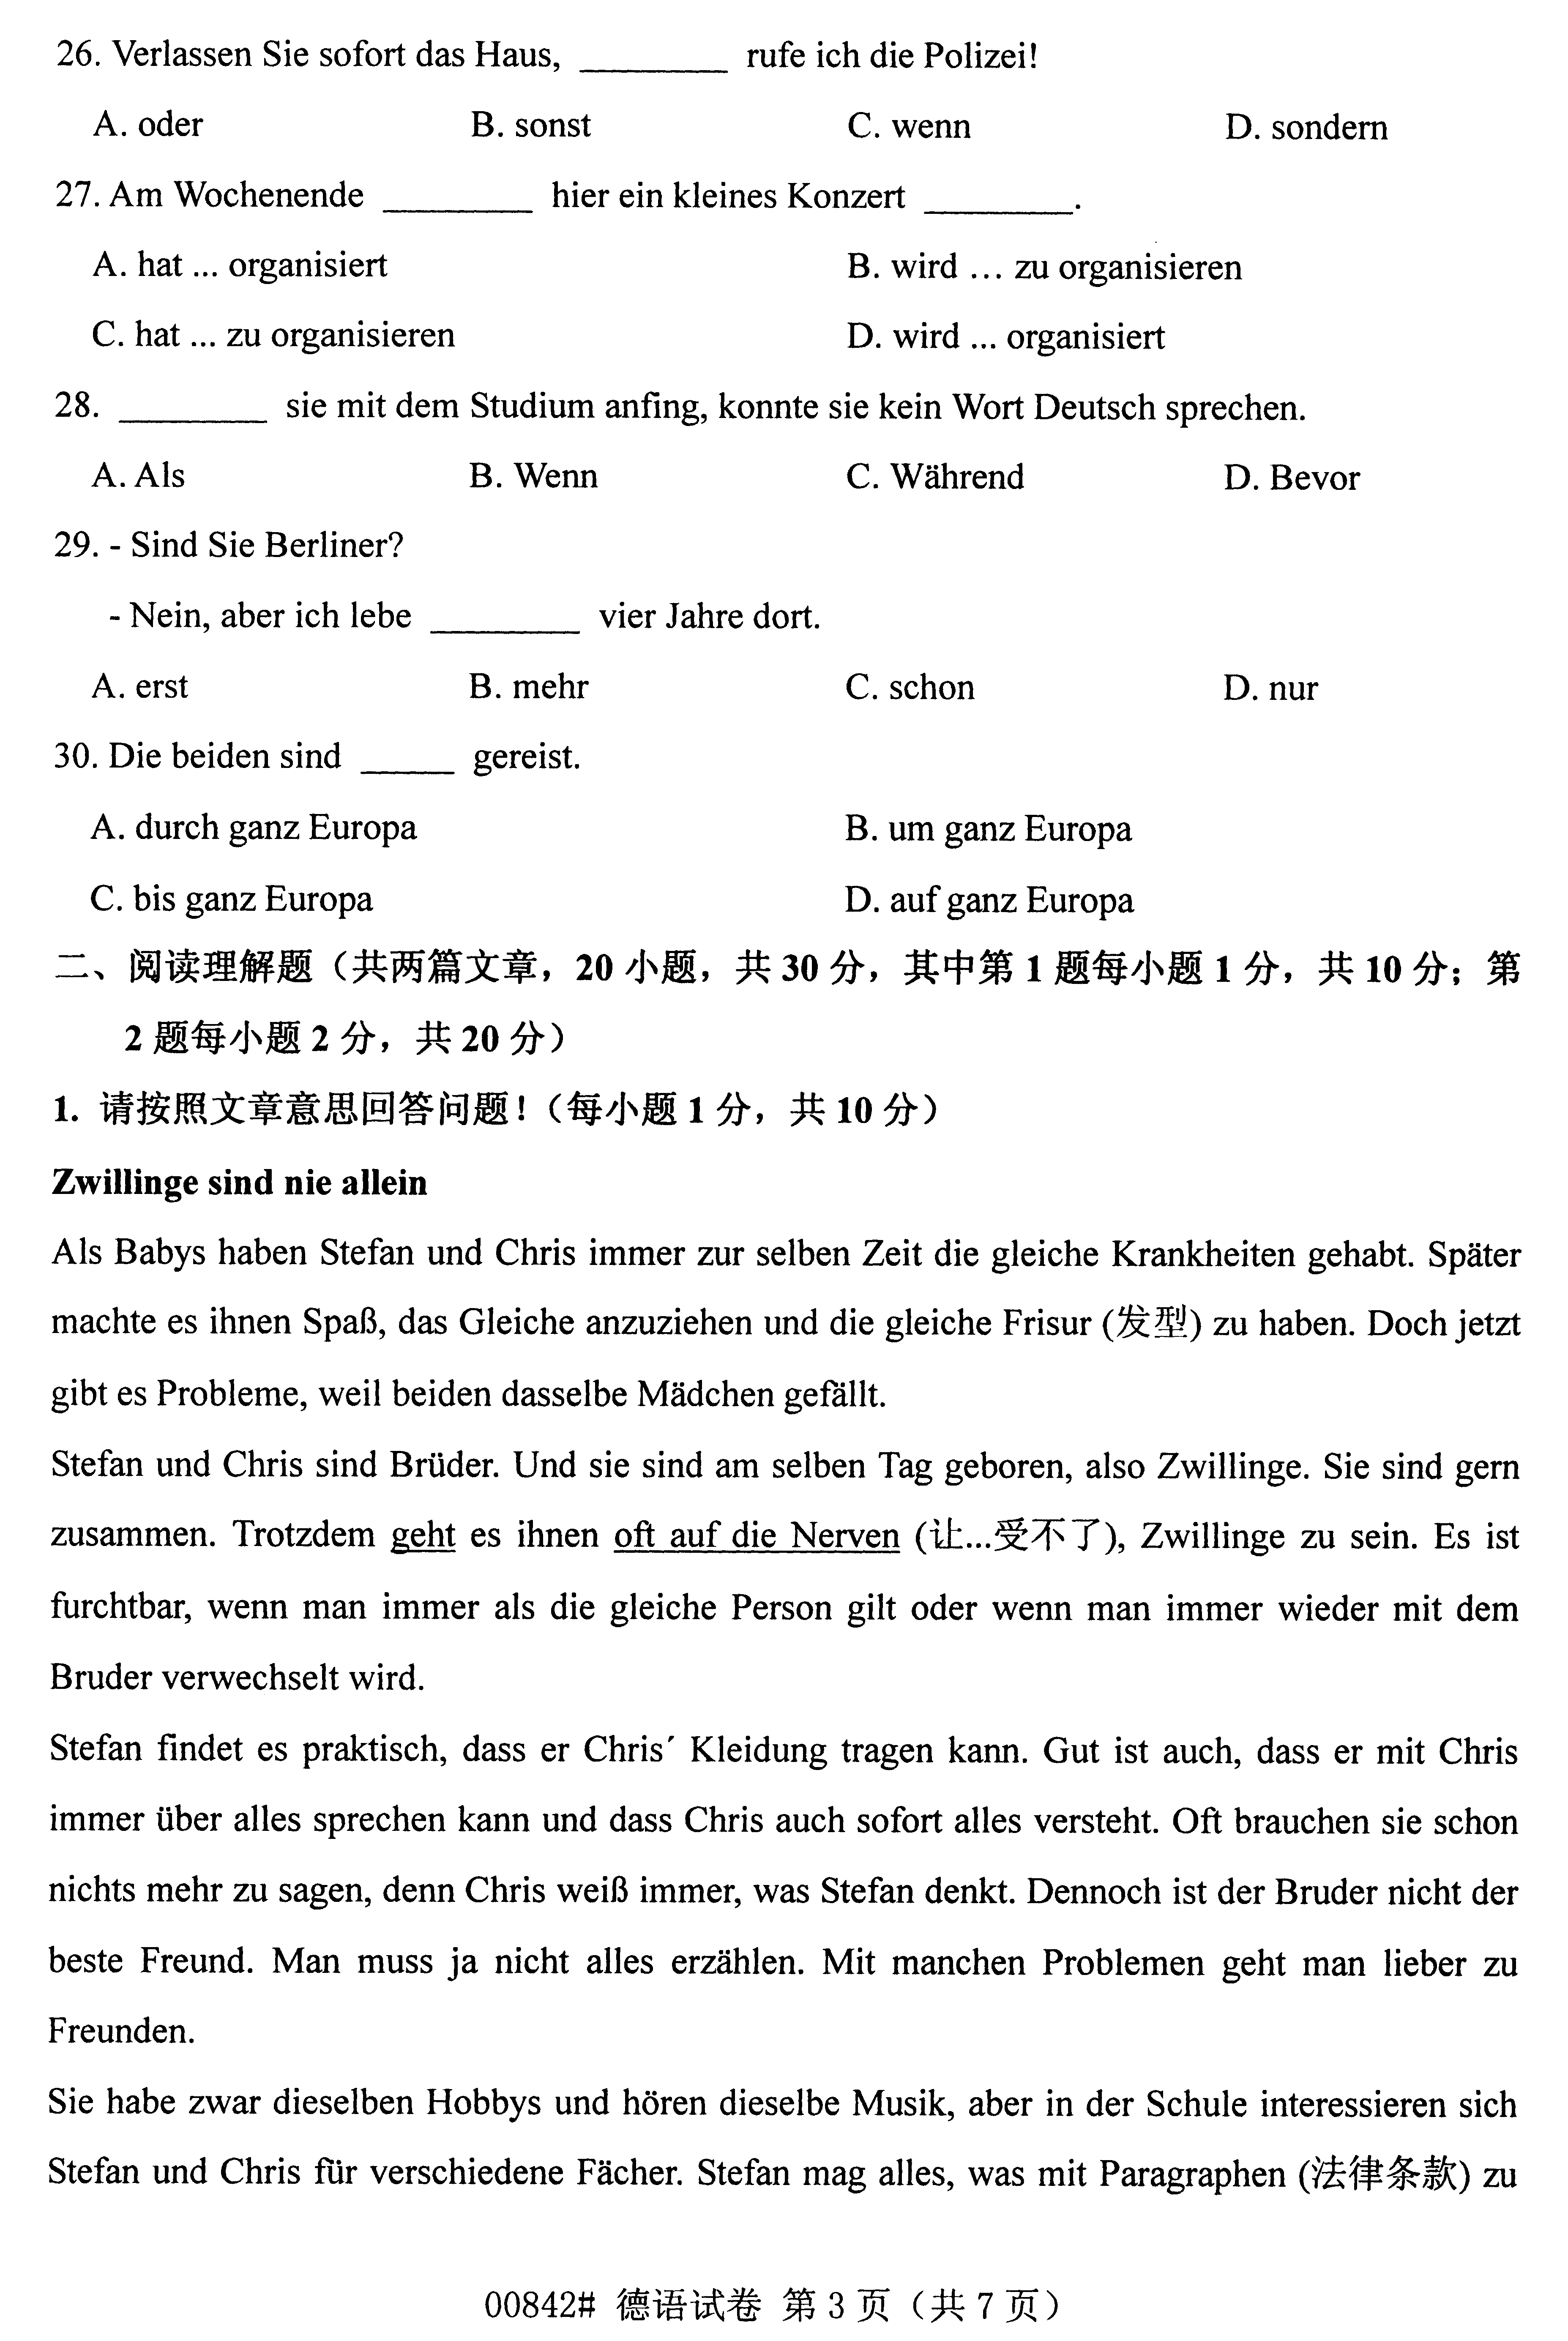 26. Verlassen Sie sofort das Haus, ________ rufe ich die Polizei!
A. oder B. sonst C. wenn D. sondern
27. Am Wochenende ________ hier ein kleines Konzert ________.
A. hat ... organisiert B. wird ... zu organisieren
C. hat ... zu organisieren D. wird ... organisiert
28. ________ sie mit dem Studium anfing, konnte sie kein Wort Deutsch sprechen.
A. Als B. Wenn C. Während D. Bevor
29. - Sind Sie Berliner?
- Nein, aber ich lebe ________ vier Jahre dort.
A. erst B. mehr C. schon D. nur
30. Die beiden sind _____ gereist.
A. durch ganz Europa B. um ganz Europa
C. bis ganz Europa D. auf ganz Europa
二、阅读理解题（共两篇文章，20 小题，共 30 分，其中第 1 题每小题 1 分，共 10 分；第
2 题每小题 2 分，共 20 分）
1. 请按照文章意思回答问题！（每小题 1 分，共 10 分）
Zwillinge sind nie allein
Als Babys haben Stefan und Chris immer zur selben Zeit die gleiche Krankheiten gehabt. Später
machte es ihnen Spaß, das Gleiche anzuziehen und die gleiche Frisur (发型) zu haben. Doch jetzt
gibt es Probleme, weil beiden dasselbe Mädchen gefällt.
Stefan und Chris sind Brüder. Und sie sind am selben Tag geboren, also Zwillinge. Sie sind gern
zusammen. Trotzdem geht es ihnen oft auf die Nerven (让...受不了), Zwillinge zu sein. Es ist
furchtbar, wenn man immer als die gleiche Person gilt oder wenn man immer wieder mit dem
Bruder verwechselt wird.
Stefan findet es praktisch, dass er Chris´ Kleidung tragen kann. Gut ist auch, dass er mit Chris
immer über alles sprechen kann und dass Chris auch sofort alles versteht. Oft brauchen sie schon
nichts mehr zu sagen, denn Chris weiß immer, was Stefan denkt. Dennoch ist der Bruder nicht der
beste Freund. Man muss ja nicht alles erzählen. Mit manchen Problemen geht man lieber zu
Freunden.
Sie habe zwar dieselben Hobbys und hören dieselbe Musik, aber in der Schule interessieren sich
Stefan und Chris für verschiedene Fächer. Stefan mag alles, was mit Paragraphen (法律条款) zu
00842# 德语试卷 第 3 页（共 7 页）